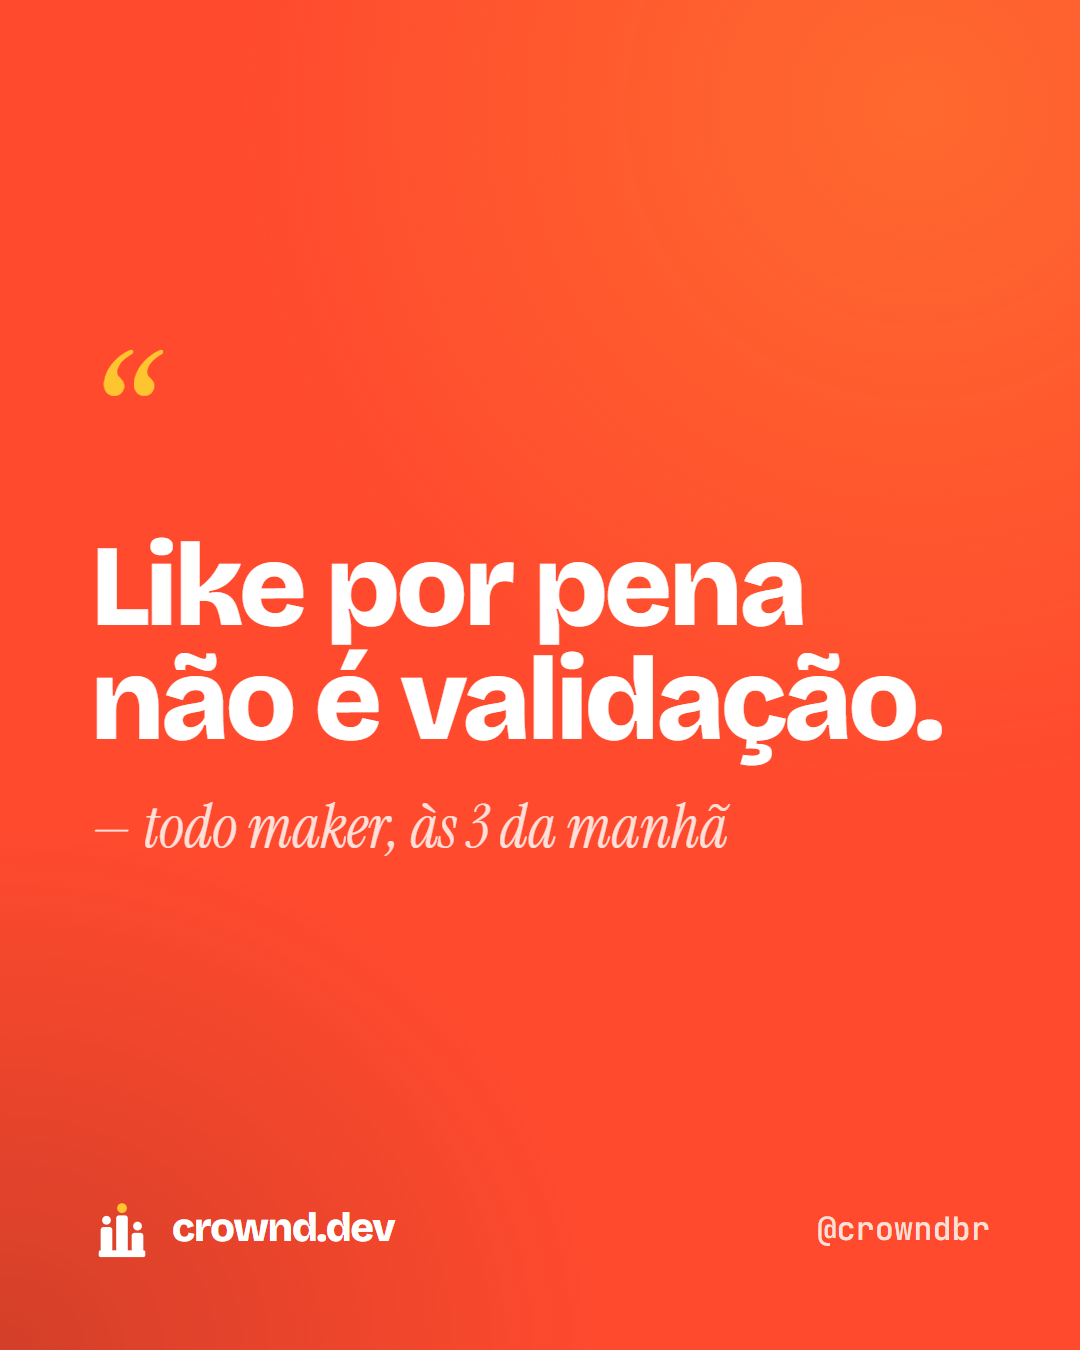 “
Like por pena
não é validação.
— todo maker, às 3 da manhã
crownd.dev
@crowndbr